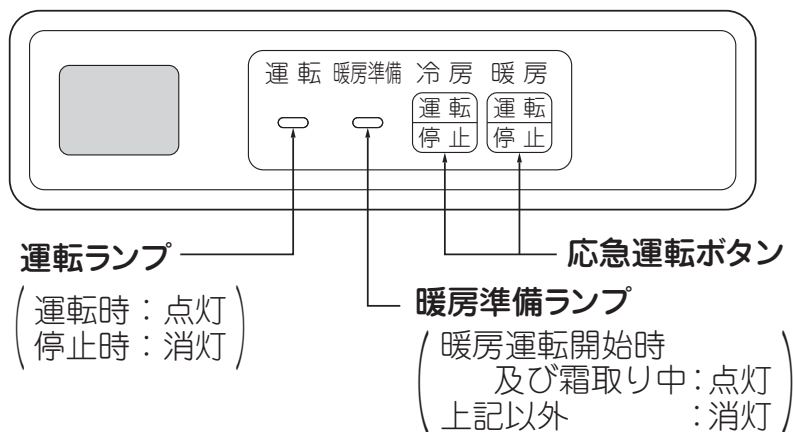 運転 暖房準備 冷房 暖房
運転 運転
停止 停止
運転ランプ
運転時：点灯
停止時：消灯
応急運転ボタン
暖房準備ランプ
暖房運転開始時
及び霜取り中：点灯
上記以外　　：消灯